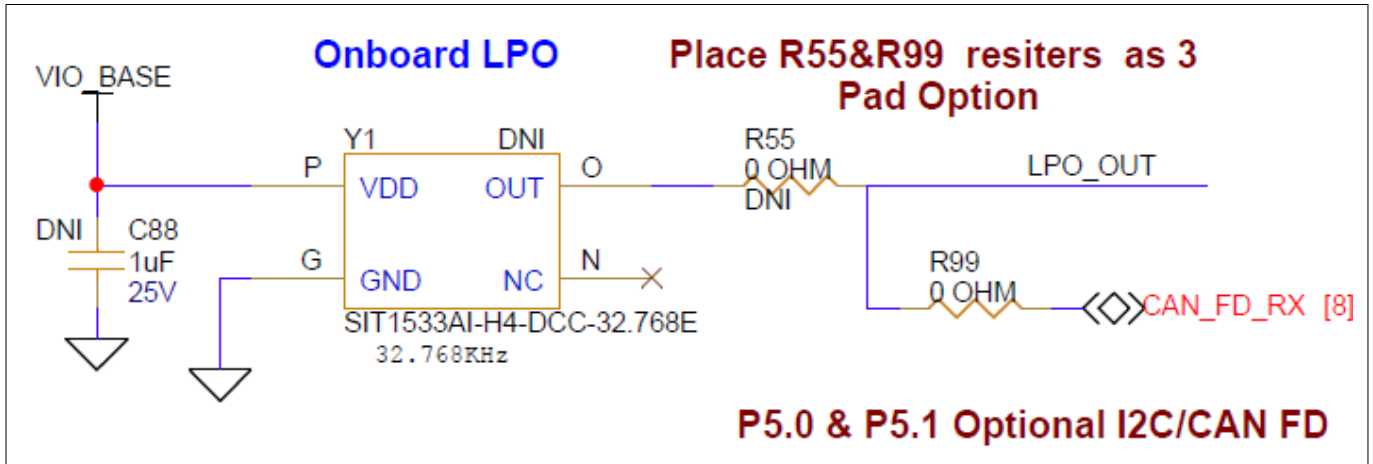 Onboard LPO
Place R55&R99 resiters as 3
Pad Option
VIO_BASE
Y1
DNI
R55
0 OHM
DNI
LPO_OUT
P
VDD
OUT
O
DNI
C88
1uF
25V
G
GND
NC
N
R99
0 OHM
CAN_FD_RX [8]
SIT1533AI-H4-DCC-32.768E
32.768KHz
P5.0 & P5.1 Optional I2C/CAN FD